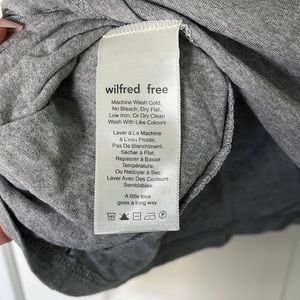 wilfred free
Machine Wash Cold,
No Bleach, Dry Flat,
Low Iron, Or Dry Clean
Wash With Like Colours
Laver à La Machine
à L'eau Froide,
Pas De Blanchiment,
Sécher à Plat,
Repasser à Basse
Température,
Ou Nettoyer à Sec
Laver Avec Des Couleurs
Semblables
A little love
goes a long way.